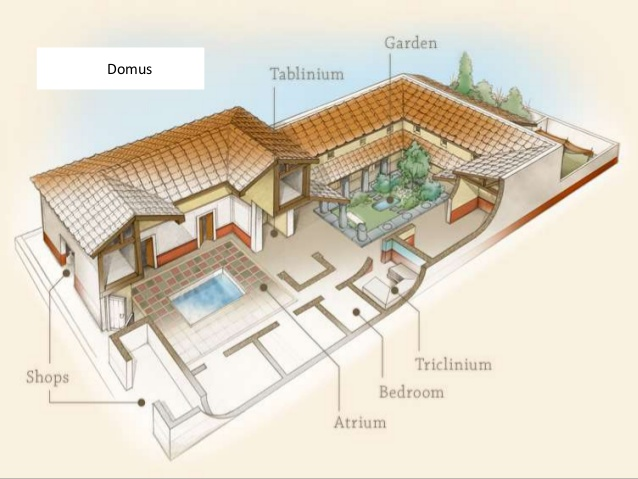 Garden
Domus
Tablinium
Triclinium
Shops
Bedroom
Atrium